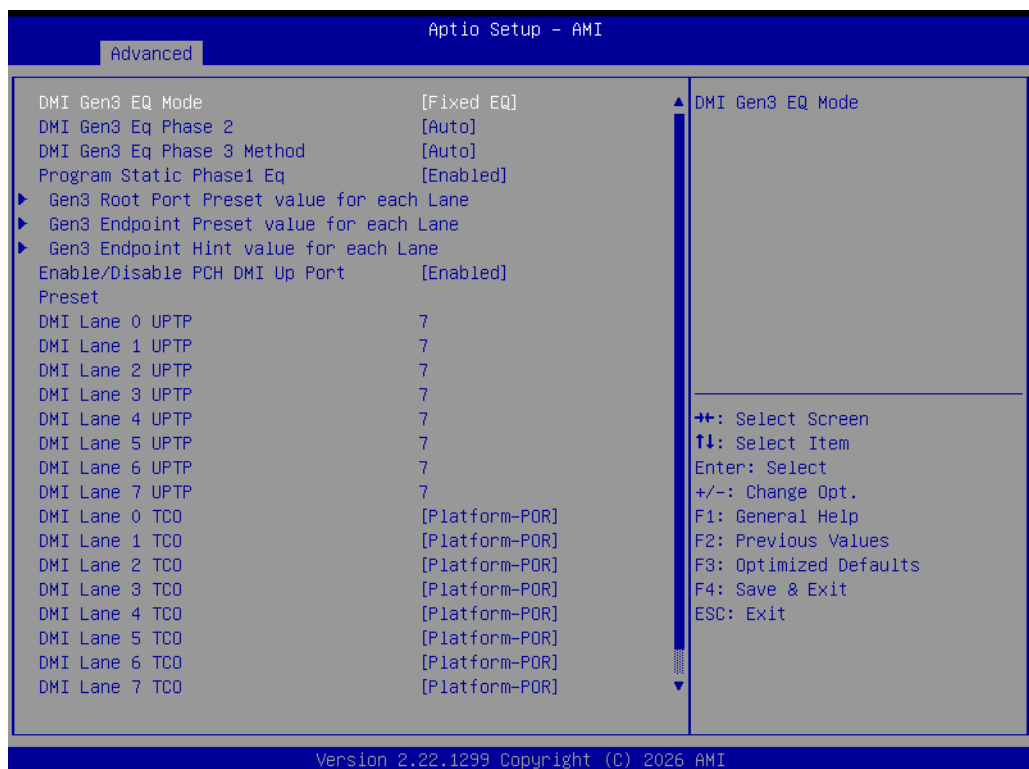 Aptio Setup - AMI
Advanced
DMI Gen3 EQ Mode [Fixed EQ]
DMI Gen3 Eq Phase 2 [Auto]
DMI Gen3 Eq Phase 3 Method [Auto]
Program Static Phase1 Eq [Enabled]
Gen3 Root Port Preset value for each Lane
Gen3 Endpoint Preset value for each Lane
Gen3 Endpoint Hint value for each Lane
Enable/Disable PCH DMI Up Port [Enabled]
Preset
DMI Lane 0 UPTP 7
DMI Lane 1 UPTP 7
DMI Lane 2 UPTP 7
DMI Lane 3 UPTP 7
DMI Lane 4 UPTP 7
DMI Lane 5 UPTP 7
DMI Lane 6 UPTP 7
DMI Lane 7 UPTP 7
DMI Lane 0 TCO [Platform-POR]
DMI Lane 1 TCO [Platform-POR]
DMI Lane 2 TCO [Platform-POR]
DMI Lane 3 TCO [Platform-POR]
DMI Lane 4 TCO [Platform-POR]
DMI Lane 5 TCO [Platform-POR]
DMI Lane 6 TCO [Platform-POR]
DMI Lane 7 TCO [Platform-POR]
DMI Gen3 EQ Mode
→←: Select Screen
↑↓: Select Item
Enter: Select
+/-: Change Opt.
F1: General Help
F2: Previous Values
F3: Optimized Defaults
F4: Save & Exit
ESC: Exit
Version 2.22.1299 Copyright (C) 2026 AMI